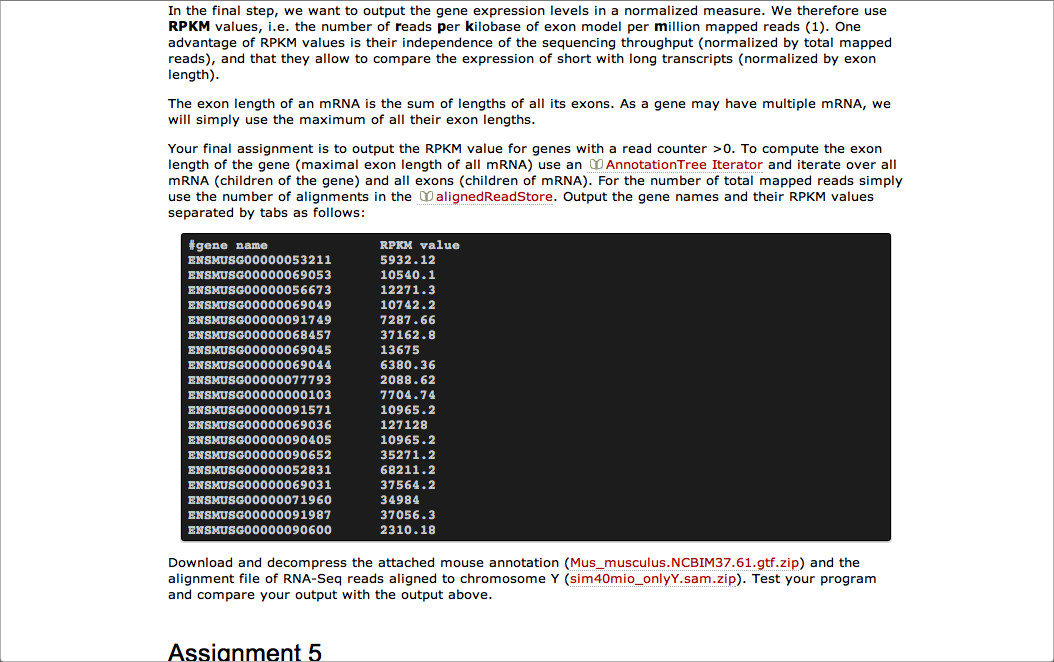 In the final step, we want to output the gene expression levels in a normalized measure. We therefore use
RPKM values, i.e. the number of reads per kilobase of exon model per million mapped reads (1). One
advantage of RPKM values is their independence of the sequencing throughput (normalized by total mapped
reads), and that they allow to compare the expression of short with long transcripts (normalized by exon
length).
The exon length of an mRNA is the sum of lengths of all its exons. As a gene may have multiple mRNA, we
will simply use the maximum of all their exon lengths.
Your final assignment is to output the RPKM value for genes with a read counter >0. To compute the exon
length of the gene (maximal exon length of all mRNA) use an AnnotationTree Iterator and iterate over all
mRNA (children of the gene) and all exons (children of mRNA). For the number of total mapped reads simply
use the number of alignments in the alignedReadStore. Output the gene names and their RPKM values
separated by tabs as follows:
#gene name RPKM value
ENSMUSG00000053211 5932.12
ENSMUSG00000069053 10540.1
ENSMUSG00000056673 12271.3
ENSMUSG00000069049 10742.2
ENSMUSG00000091749 7287.66
ENSMUSG00000068457 37162.8
ENSMUSG00000069045 13675
ENSMUSG00000069044 6380.36
ENSMUSG00000077793 2088.62
ENSMUSG00000000103 7704.74
ENSMUSG00000091571 10965.2
ENSMUSG00000069036 127128
ENSMUSG00000090405 10965.2
ENSMUSG00000090652 35271.2
ENSMUSG00000052831 68211.2
ENSMUSG00000069031 37564.2
ENSMUSG00000071960 34984
ENSMUSG00000091987 37056.3
ENSMUSG00000090600 2310.18
Download and decompress the attached mouse annotation (Mus_musculus.NCBIM37.61.gtf.zip) and the
alignment file of RNA-Seq reads aligned to chromosome Y (sim40mio_onlyY.sam.zip). Test your program
and compare your output with the output above.
Assignment 5